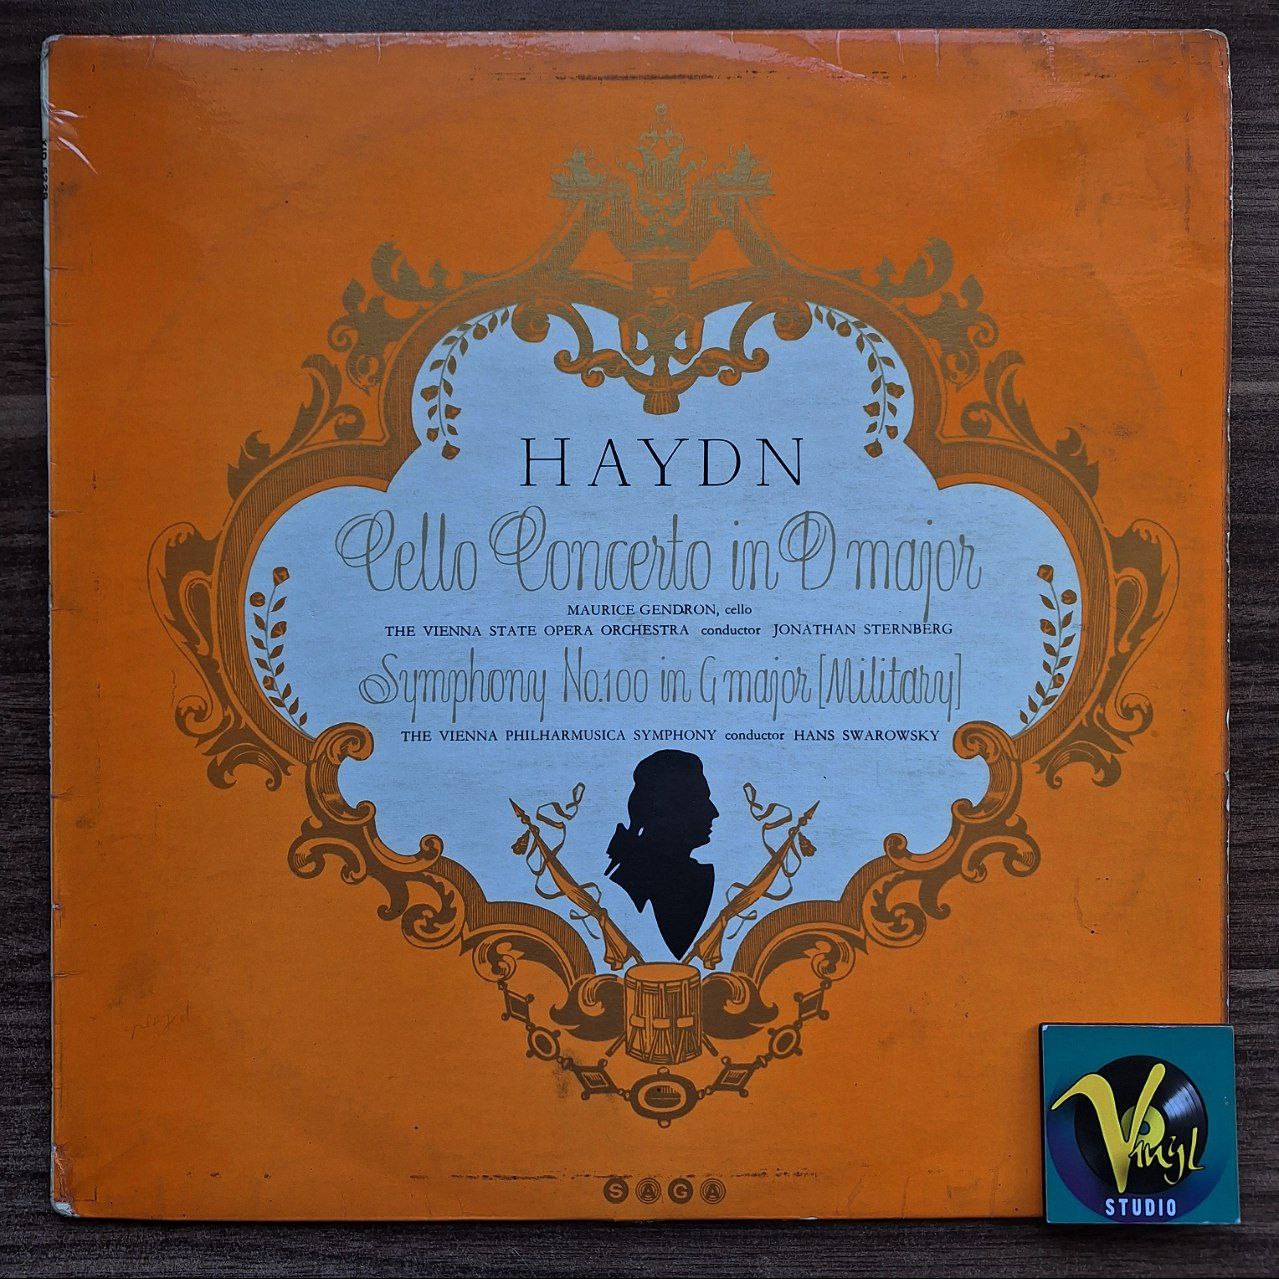 HAYDN
Cello Concerto in D major
MAURICE GENDRON, cello
THE VIENNA STATE OPERA ORCHESTRA conductor JONATHAN STERNBERG
Symphony No.100 in G major [Military]
THE VIENNA PHILHARMUSICA SYMPHONY conductor HANS SWAROWSKY
SAGA
Vinyl
STUDIO